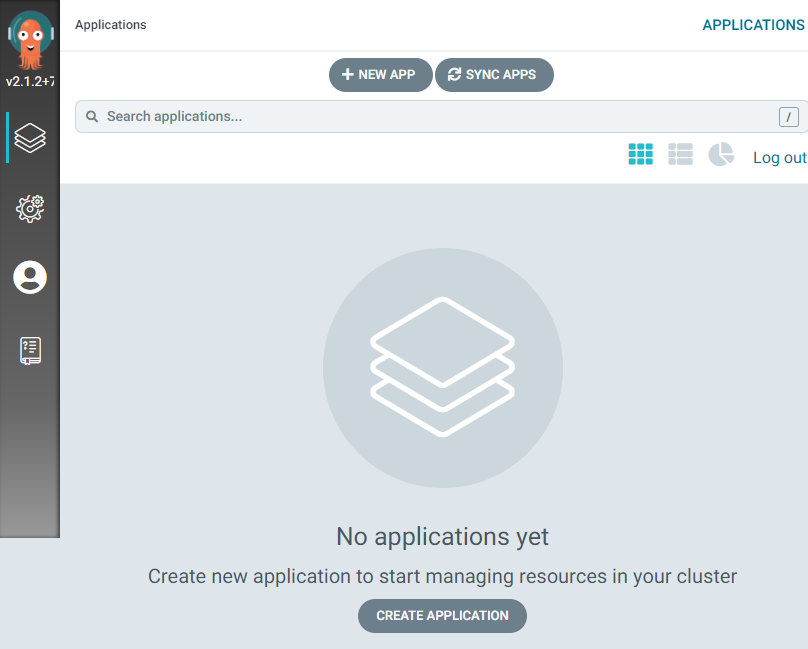 Applications
APPLICATIONS
NEW APP
SYNC APPS
Search applications...
/
v2.1.2+7
Log out
No applications yet
Create new application to start managing resources in your cluster
CREATE APPLICATION